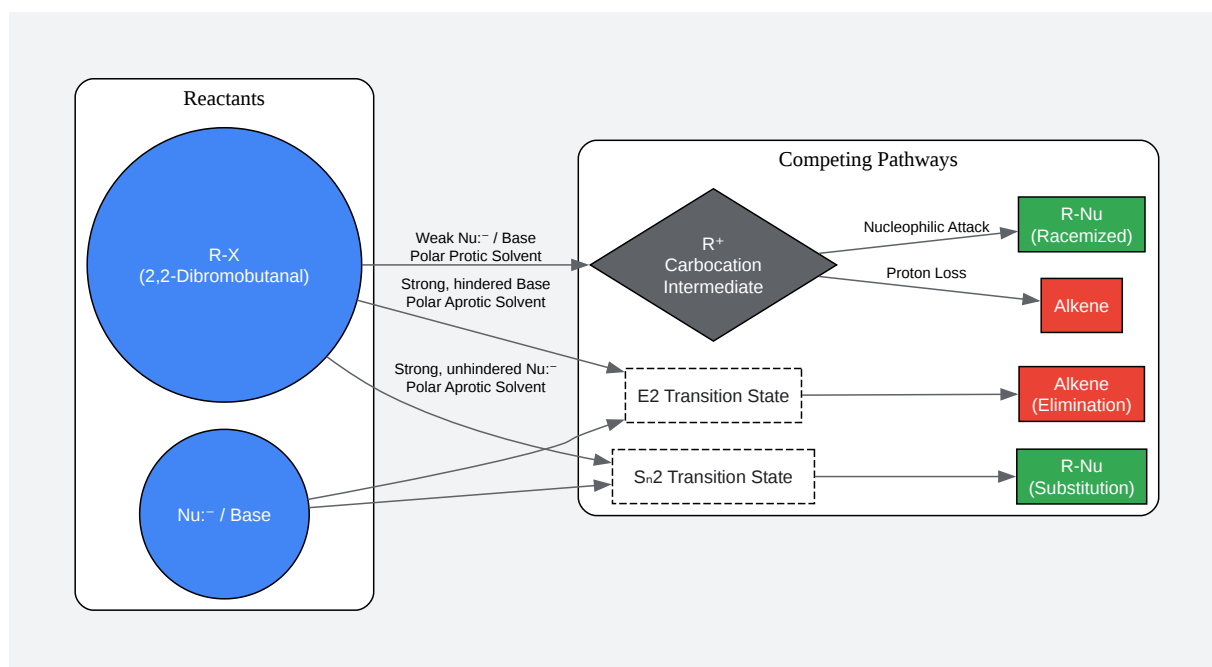 Reactants
R-X
(2,2-Dibromobutanal)
Nu:⁻ / Base
Weak Nu:⁻ / Base
Polar Protic Solvent
Strong, hindered Base
Polar Aprotic Solvent
Strong, unhindered Nu:⁻
Polar Aprotic Solvent
Competing Pathways
R⁺
Carbocation
Intermediate
Nucleophilic Attack
Proton Loss
R-Nu
(Racemized)
Alkene
E2 Transition State
Alkene
(Elimination)
Sₙ2 Transition State
R-Nu
(Substitution)